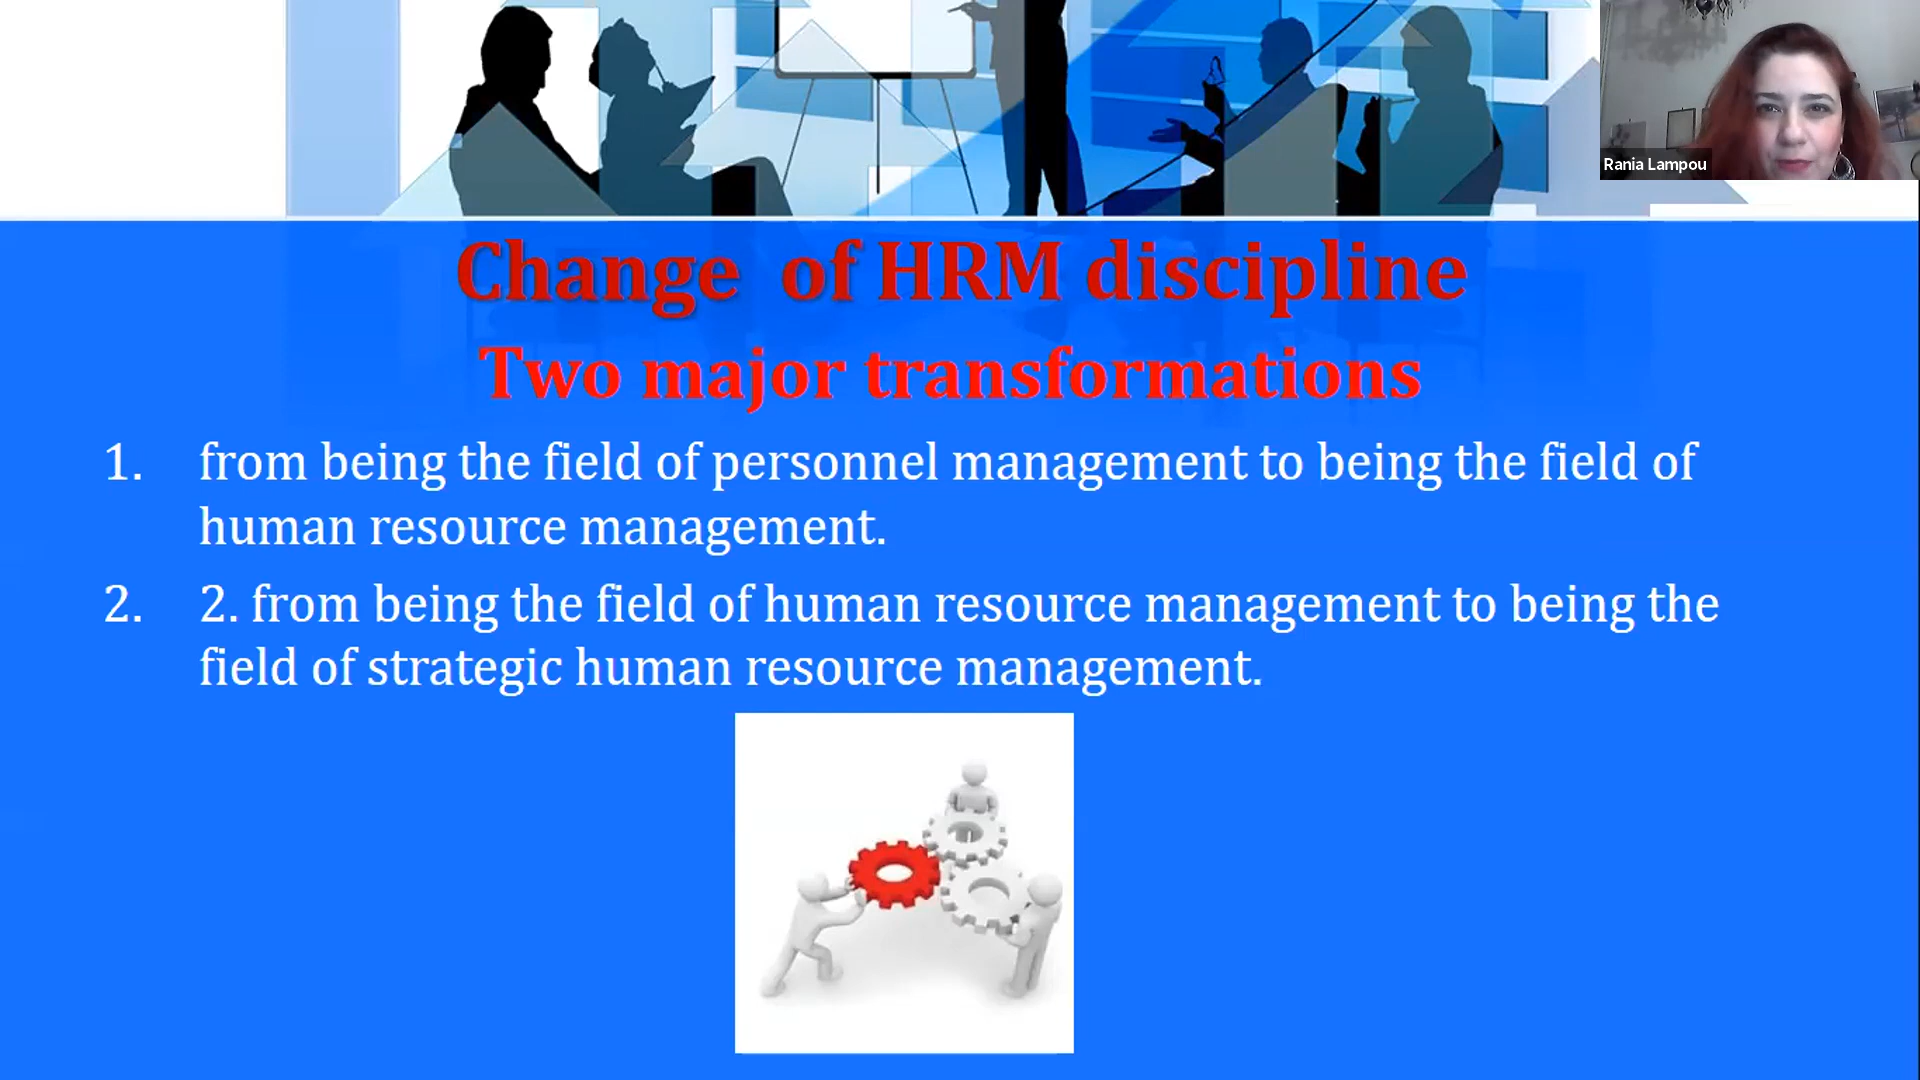 Rania Lampou
Change  of HRM discipline
Two major transformations
1. from being the field of personnel management to being the field of
human resource management.
2. 2. from being the field of human resource management to being the
field of strategic human resource management.